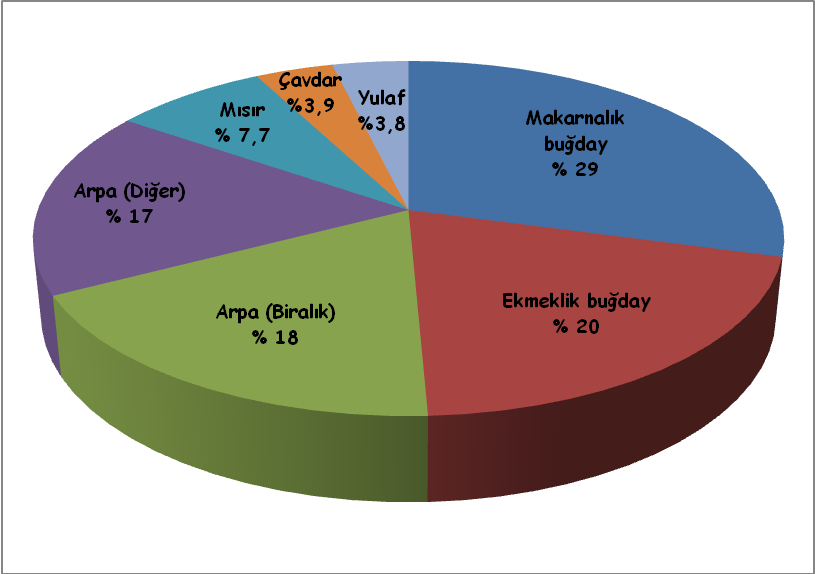 Çavdar
%3,9
Yulaf
%3,8
Mısır
% 7,7
Makarnalık
buğday
% 29
Arpa (Diğer)
% 17
Ekmeklik buğday
% 20
Arpa (Biralık)
% 18